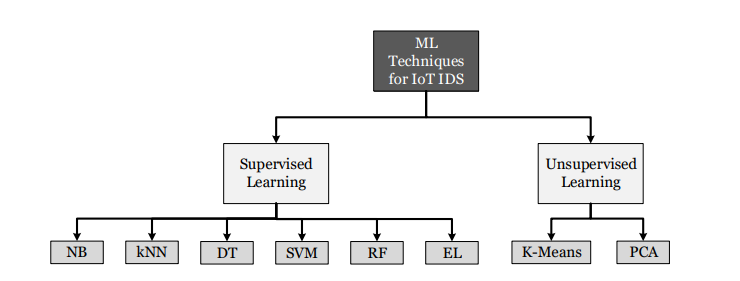 ML
Techniques
for IoT IDS
Supervised
Learning
Unsupervised
Learning
NB
kNN
DT
SVM
RF
EL
K-Means
PCA